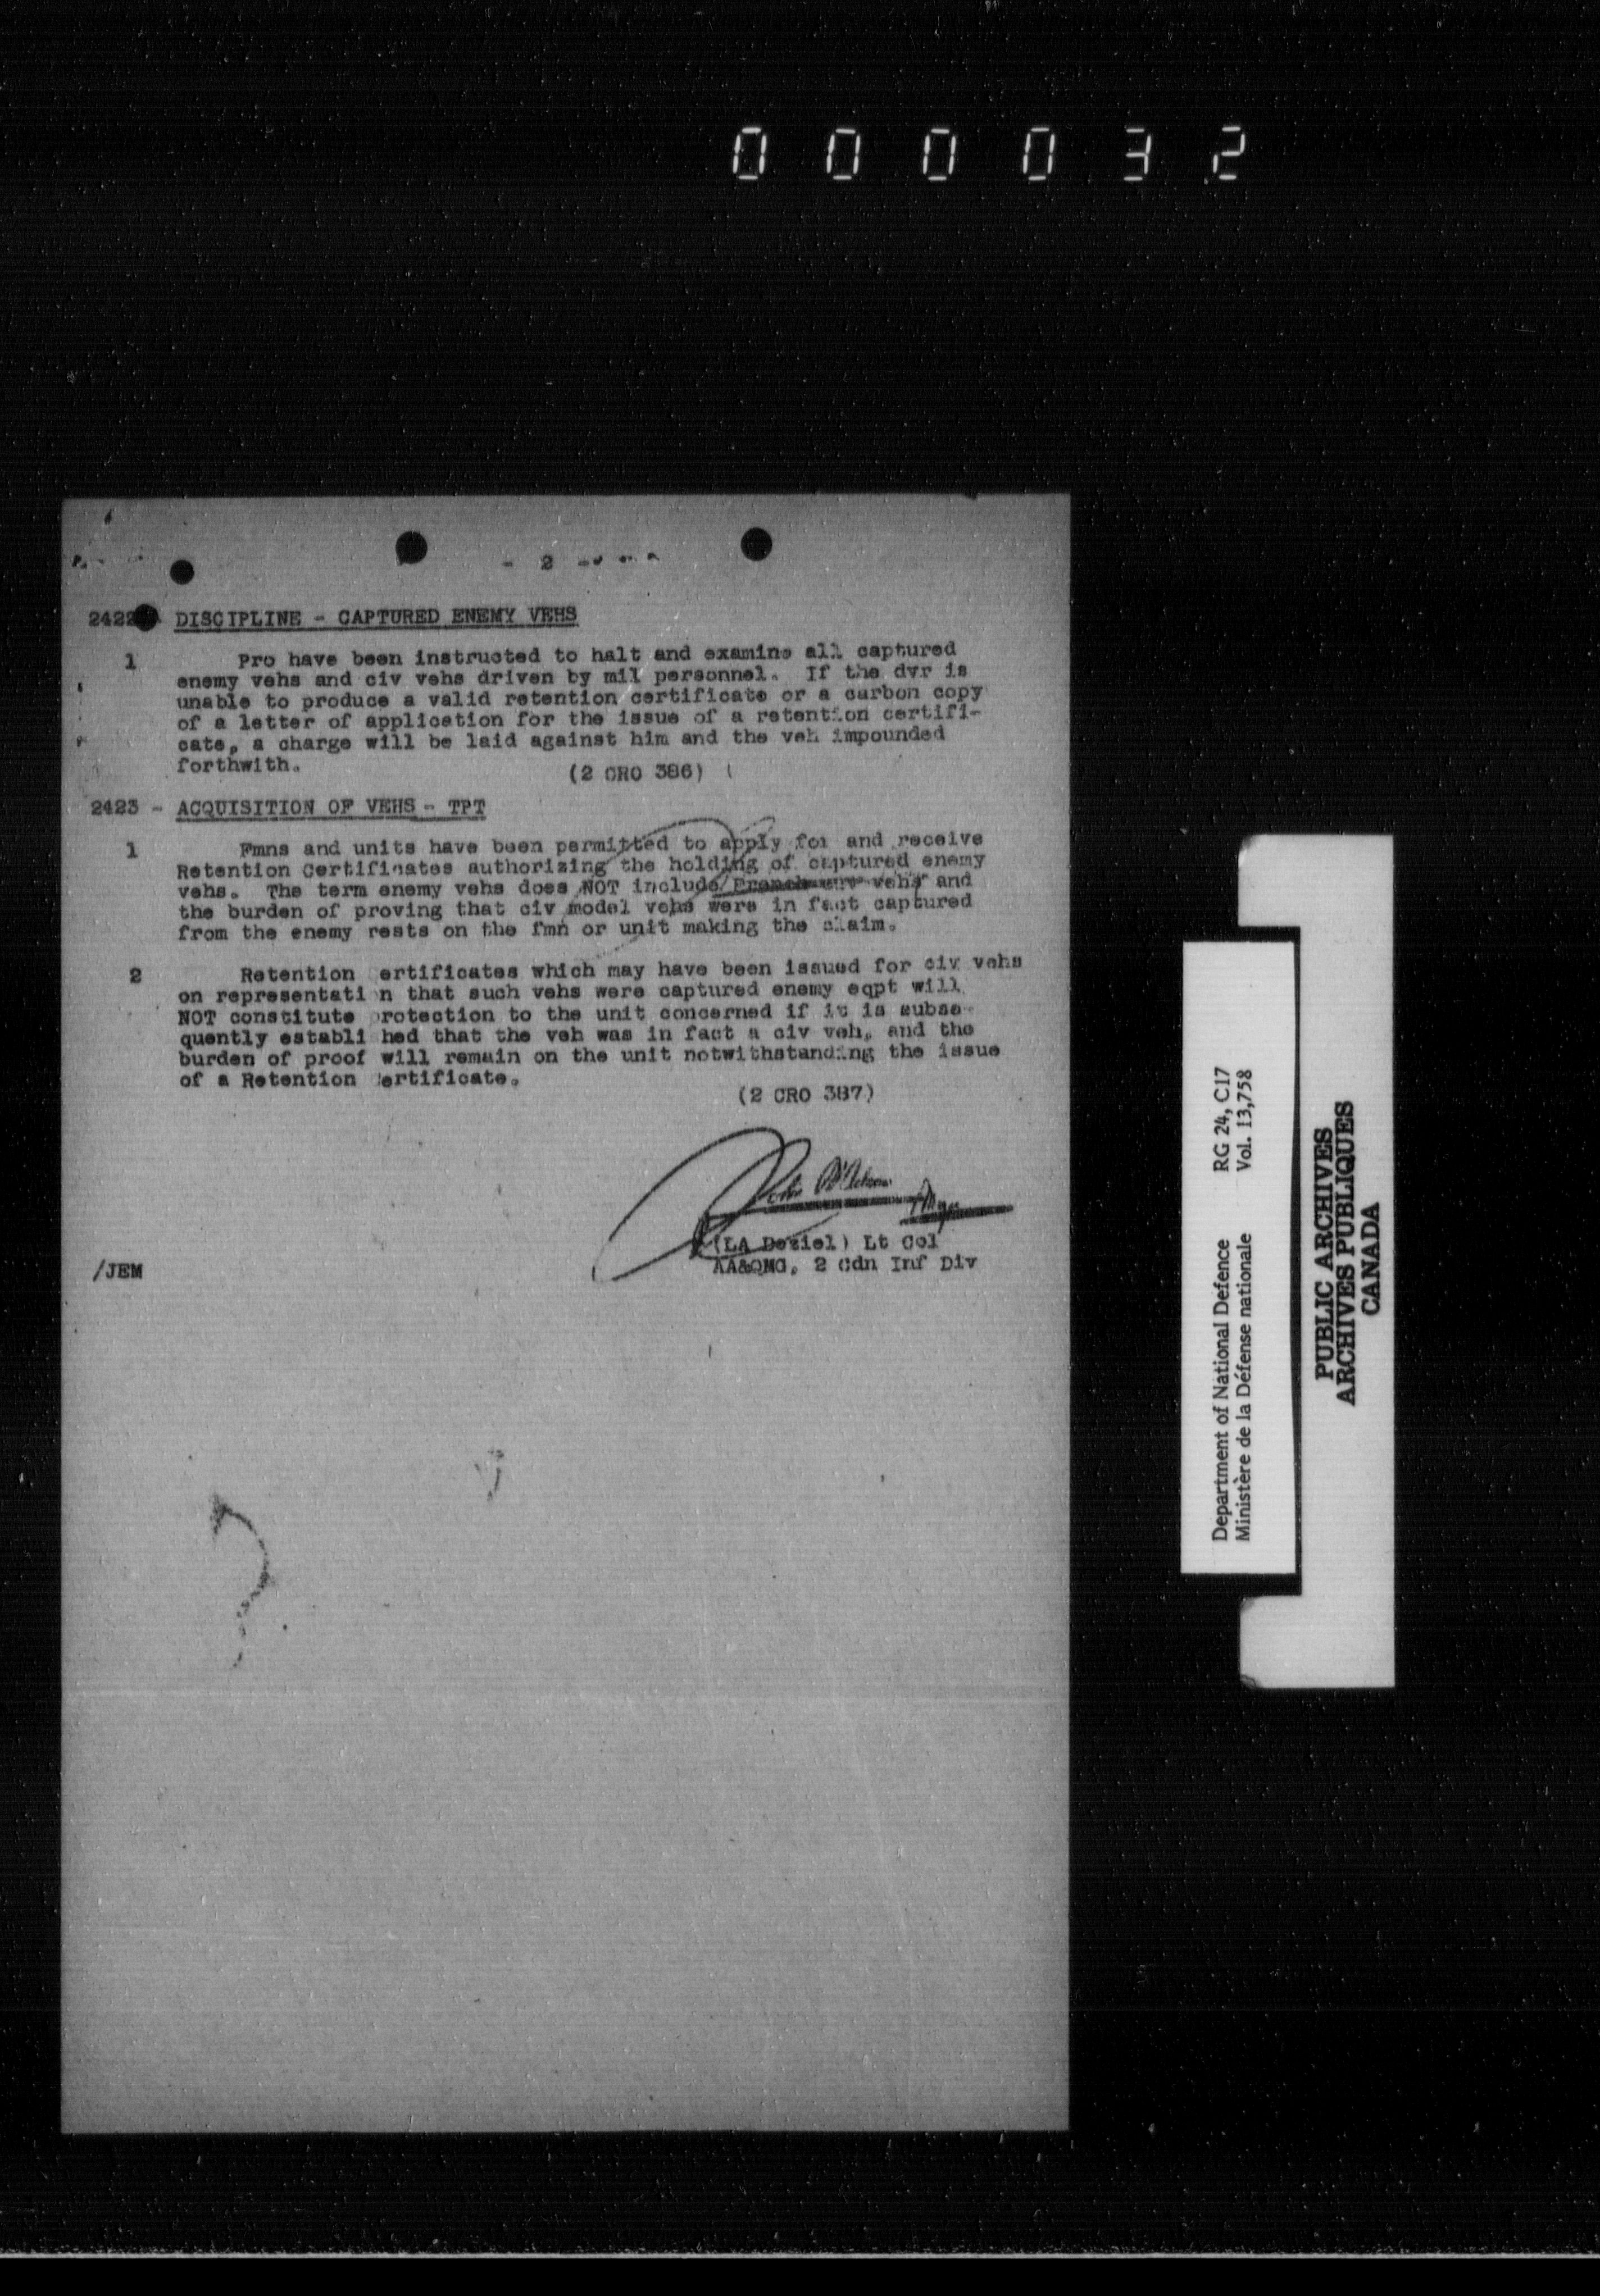 000032
- 2 -
2422 DISCIPLINE - CAPTURED ENEMY VEHS
1 Pro have been instructed to halt and examine all captured
enemy vehs and civ vehs driven by mil personnel. If the dvr is
unable to produce a valid retention certificate or a carbon copy
of a letter of application for the issue of a retention certifi-
cate, a charge will be laid against him and the veh impounded
forthwith.
(2 CRO 386)
2423 - ACQUISITION OF VEHS - TPT
1 Fmns and units have been permitted to apply for and receive
Retention Certificates authorizing the holding of captured enemy
vehs. The term enemy vehs does NOT include French civ vehs and
the burden of proving that civ model vehs were in fact captured
from the enemy rests on the fmn or unit making the claim.
2 Retention ertificates which may have been issued for civ vehs
on representati n that such vehs were captured enemy eqpt will
NOT constitute rotection to the unit concerned if it is subse-
quently establi hed that the veh was in fact a civ veh, and the
burden of proof will remain on the unit notwithstanding the issue
of a Retention ertificate.
(2 CRO 387)
(LA Deziel) Lt Col
AA&QMG, 2 Cdn Inf Div
/JEM
Department of National Defence RG 24, C17
Ministère de la Défense nationale Vol. 13,758
PUBLIC ARCHIVES
ARCHIVES PUBLIQUES
CANADA